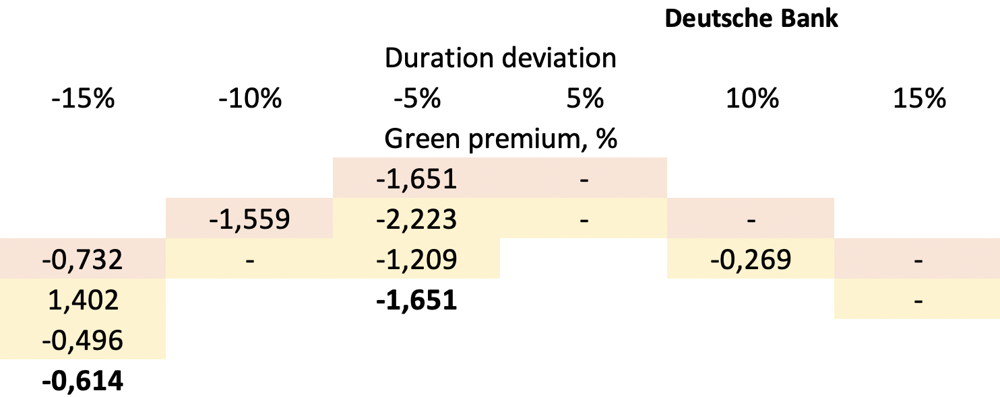 Deutsche Bank
Duration deviation
-15% -10% -5% 5% 10% 15%
Green premium, %
-1,651 -
-1,559 -2,223 - -
-0,732 - -1,209 -0,269 -
1,402 -1,651 -
-0,496
-0,614